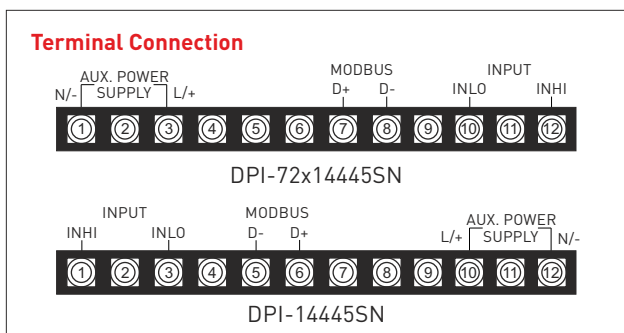 Terminal Connection
AUX. POWER MODBUS INPUT
N/- SUPPLY L/+ D+ D- INLO INHI
1 2 3 4 5 6 7 8 9 10 11 12
DPI-72x14445SN
INPUT MODBUS AUX. POWER
INHI INLO D- D+ L/+ SUPPLY N/-
1 2 3 4 5 6 7 8 9 10 11 12
DPI-14445SN